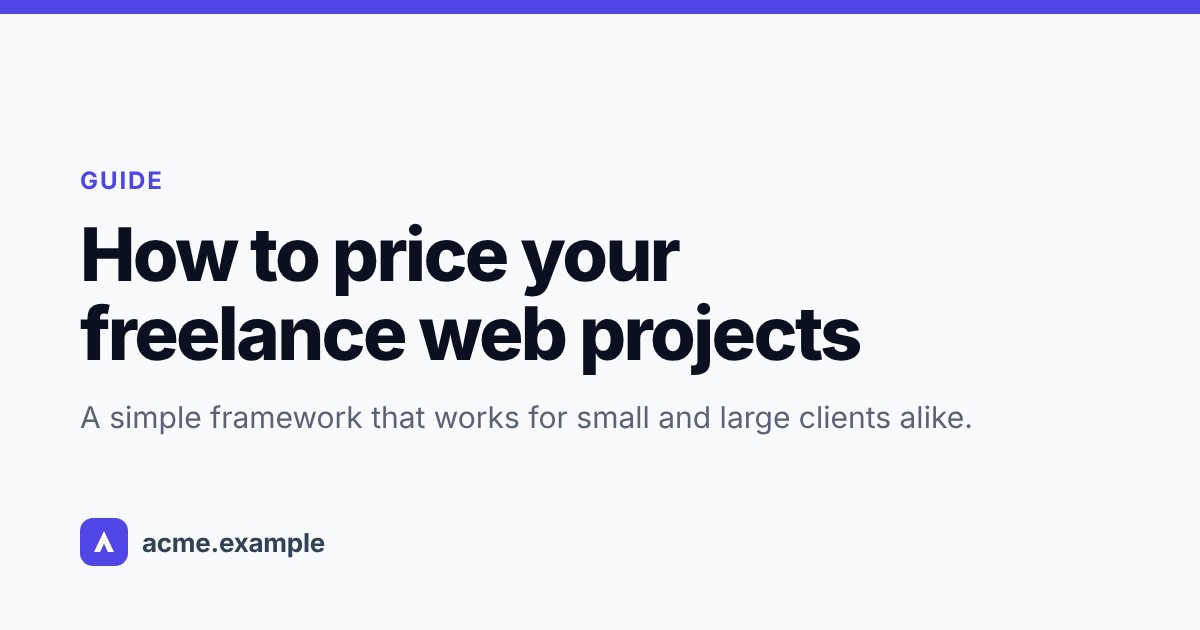 GUIDE
How to price your
freelance web projects
A simple framework that works for small and large clients alike.
acme.example